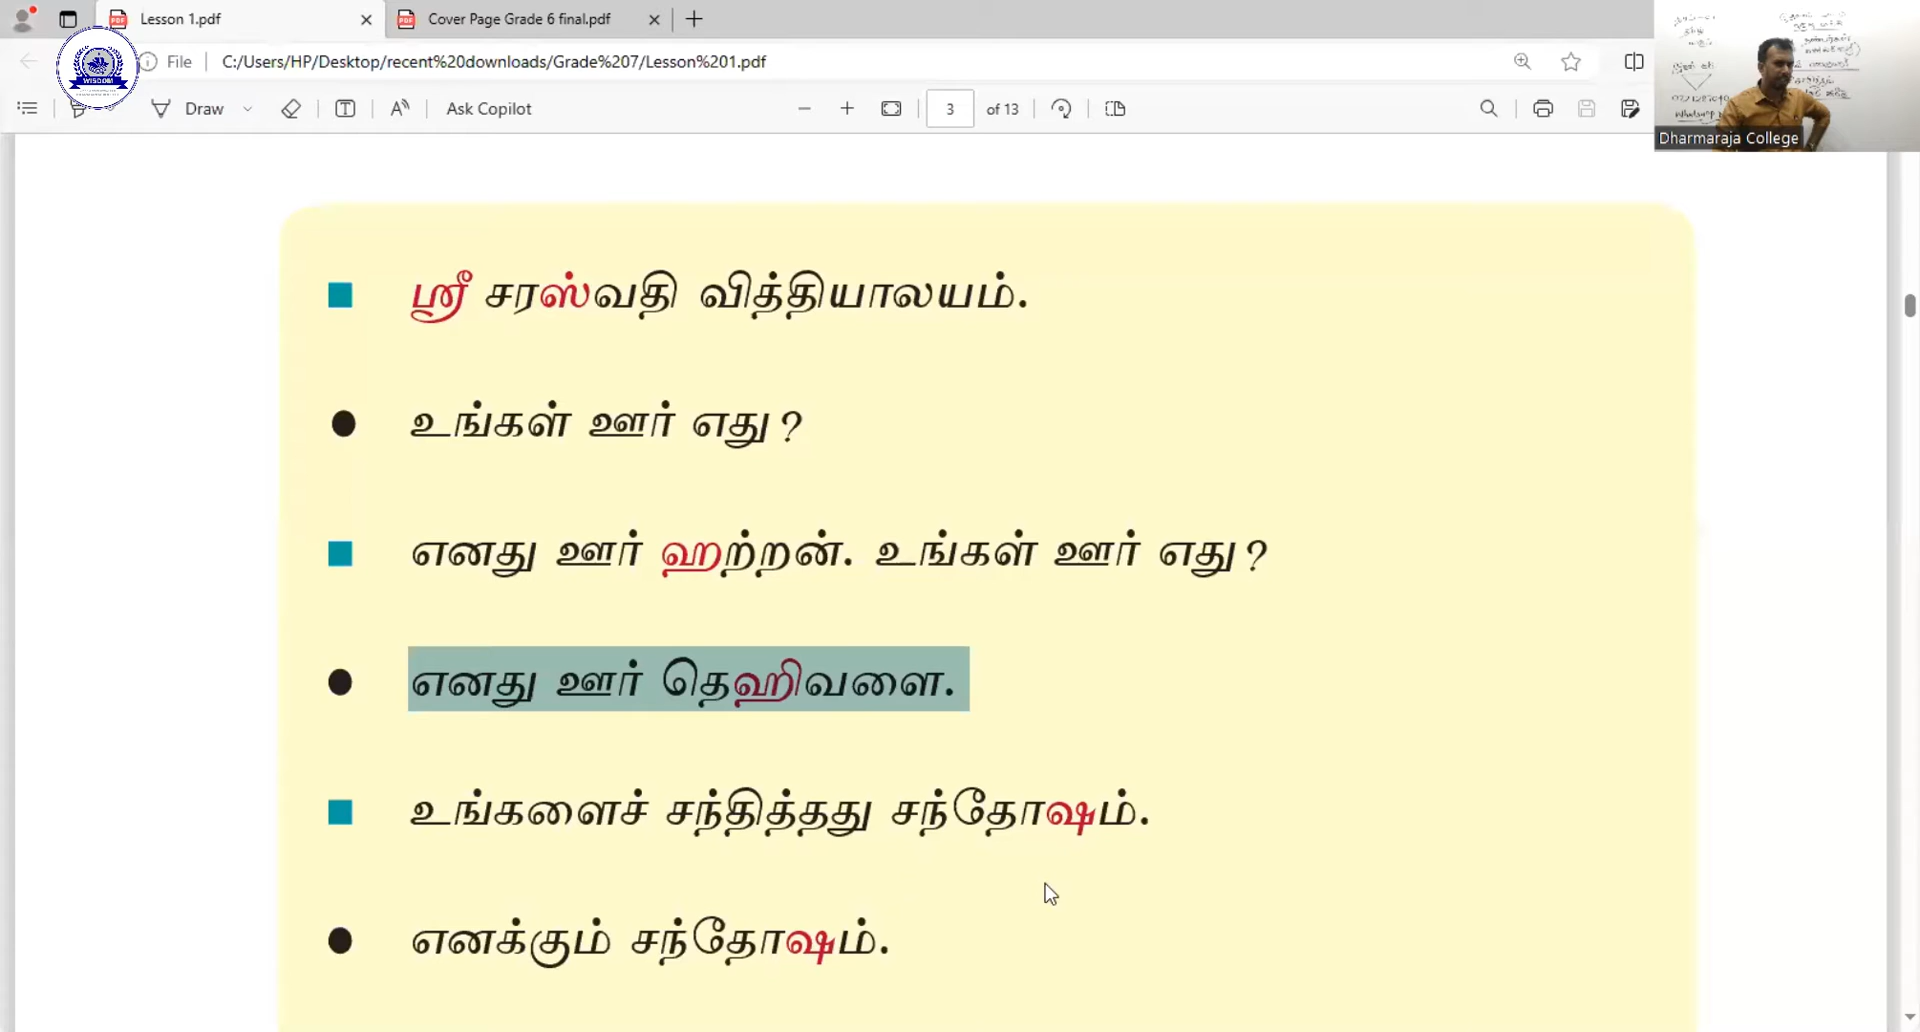 Lesson 1.pdf
Cover Page Grade 6 final.pdf
File C:/Users/HP/Desktop/recent%20downloads/Grade%207/Lesson%201.pdf
WISDOM
Draw
Ask Copilot
3 of 13
Dharmaraja College
ஸ்ரீ சரஸ்வதி வித்தியாலயம்.
உங்கள் ஊர் எது?
எனது ஊர் ஹற்றன். உங்கள் ஊர் எது?
எனது ஊர் தெஹிவளை.
உங்களைச் சந்தித்தது சந்தோஷம்.
எனக்கும் சந்தோஷம்.